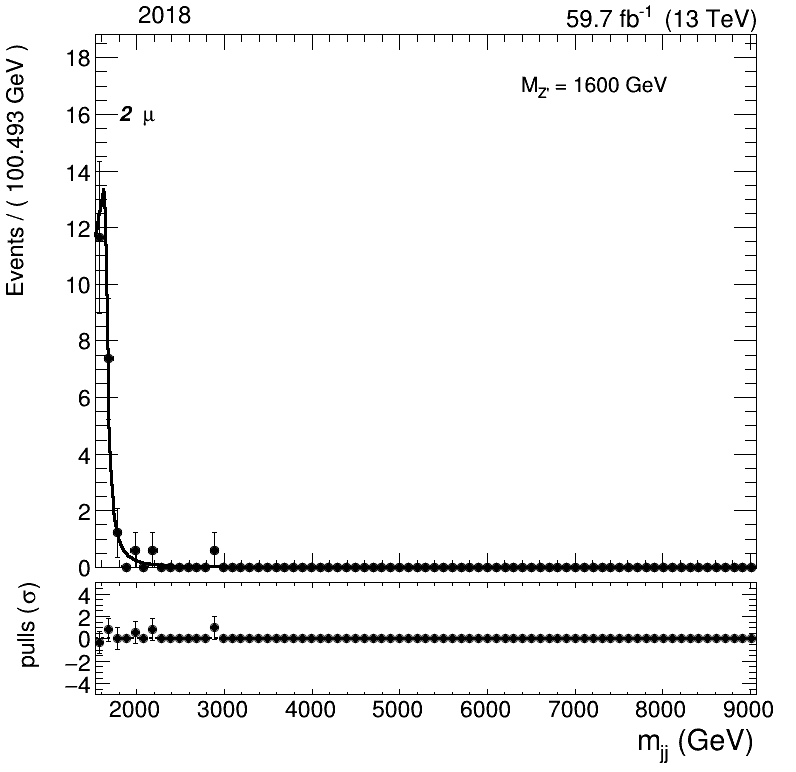 2018 59.7 fb⁻¹ (13 TeV)
Events / ( 100.493 GeV )
18
M_Z' = 1600 GeV
16
2 μ
14
12
10
8
6
4
2
0
pulls (σ)
4
2
0
−2
−4
2000 3000 4000 5000 6000 7000 8000 9000
m_jj (GeV)